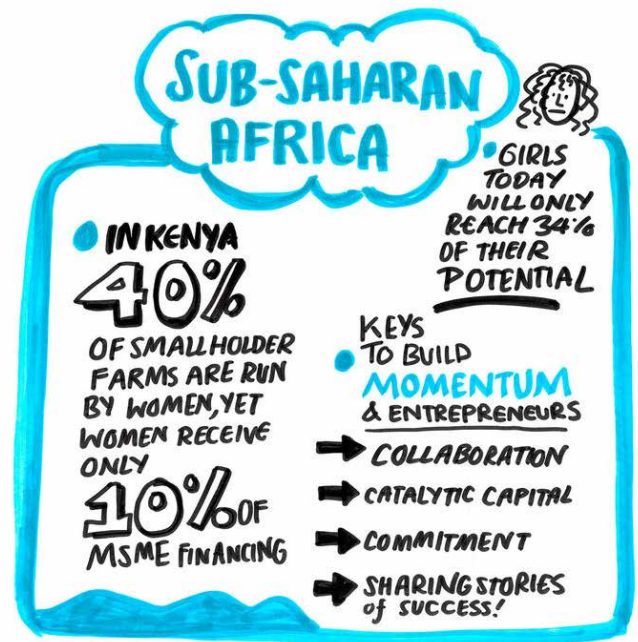 SUB-SAHARAN
AFRICA
IN KENYA
40%
OF SMALLHOLDER
FARMS ARE RUN
BY WOMEN, YET
WOMEN RECEIVE
ONLY
10% OF
MSME FINANCING
GIRLS
TODAY
WILL ONLY
REACH 34%
OF THEIR
POTENTIAL
KEYS
TO BUILD
MOMENTUM
& ENTREPRENEURS
COLLABORATION
CATALYTIC CAPITAL
COMMITMENT
SHARING STORIES
of SUCCESS!